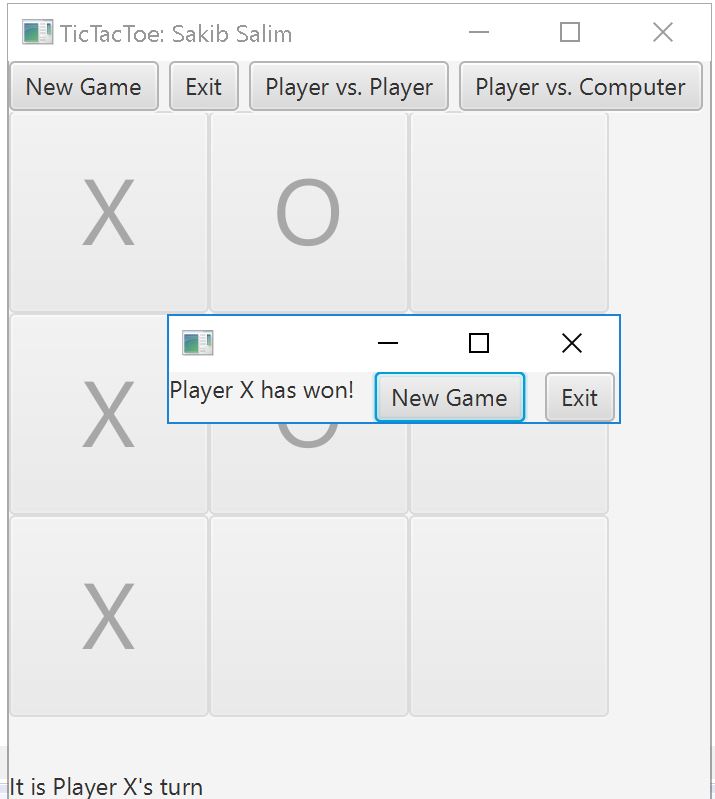 TicTacToe: Sakib Salim
New Game Exit Player vs. Player Player vs. Computer
X O
Player X has won! New Game Exit
X O
X
It is Player X's turn